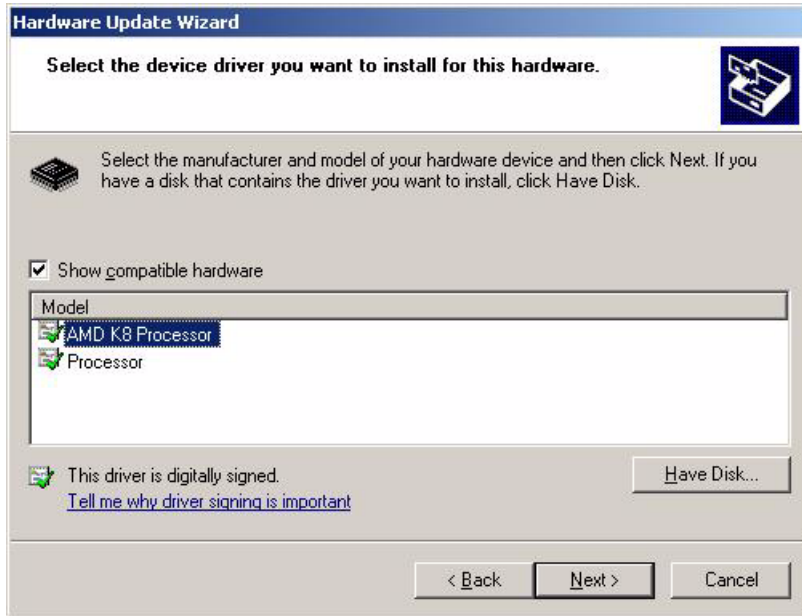 Hardware Update Wizard
Select the device driver you want to install for this hardware.
Select the manufacturer and model of your hardware device and then click Next. If you
have a disk that contains the driver you want to install, click Have Disk.
Show compatible hardware
Model
AMD K8 Processor
Processor
This driver is digitally signed.
Have Disk...
Tell me why driver signing is important
< Back
Next >
Cancel